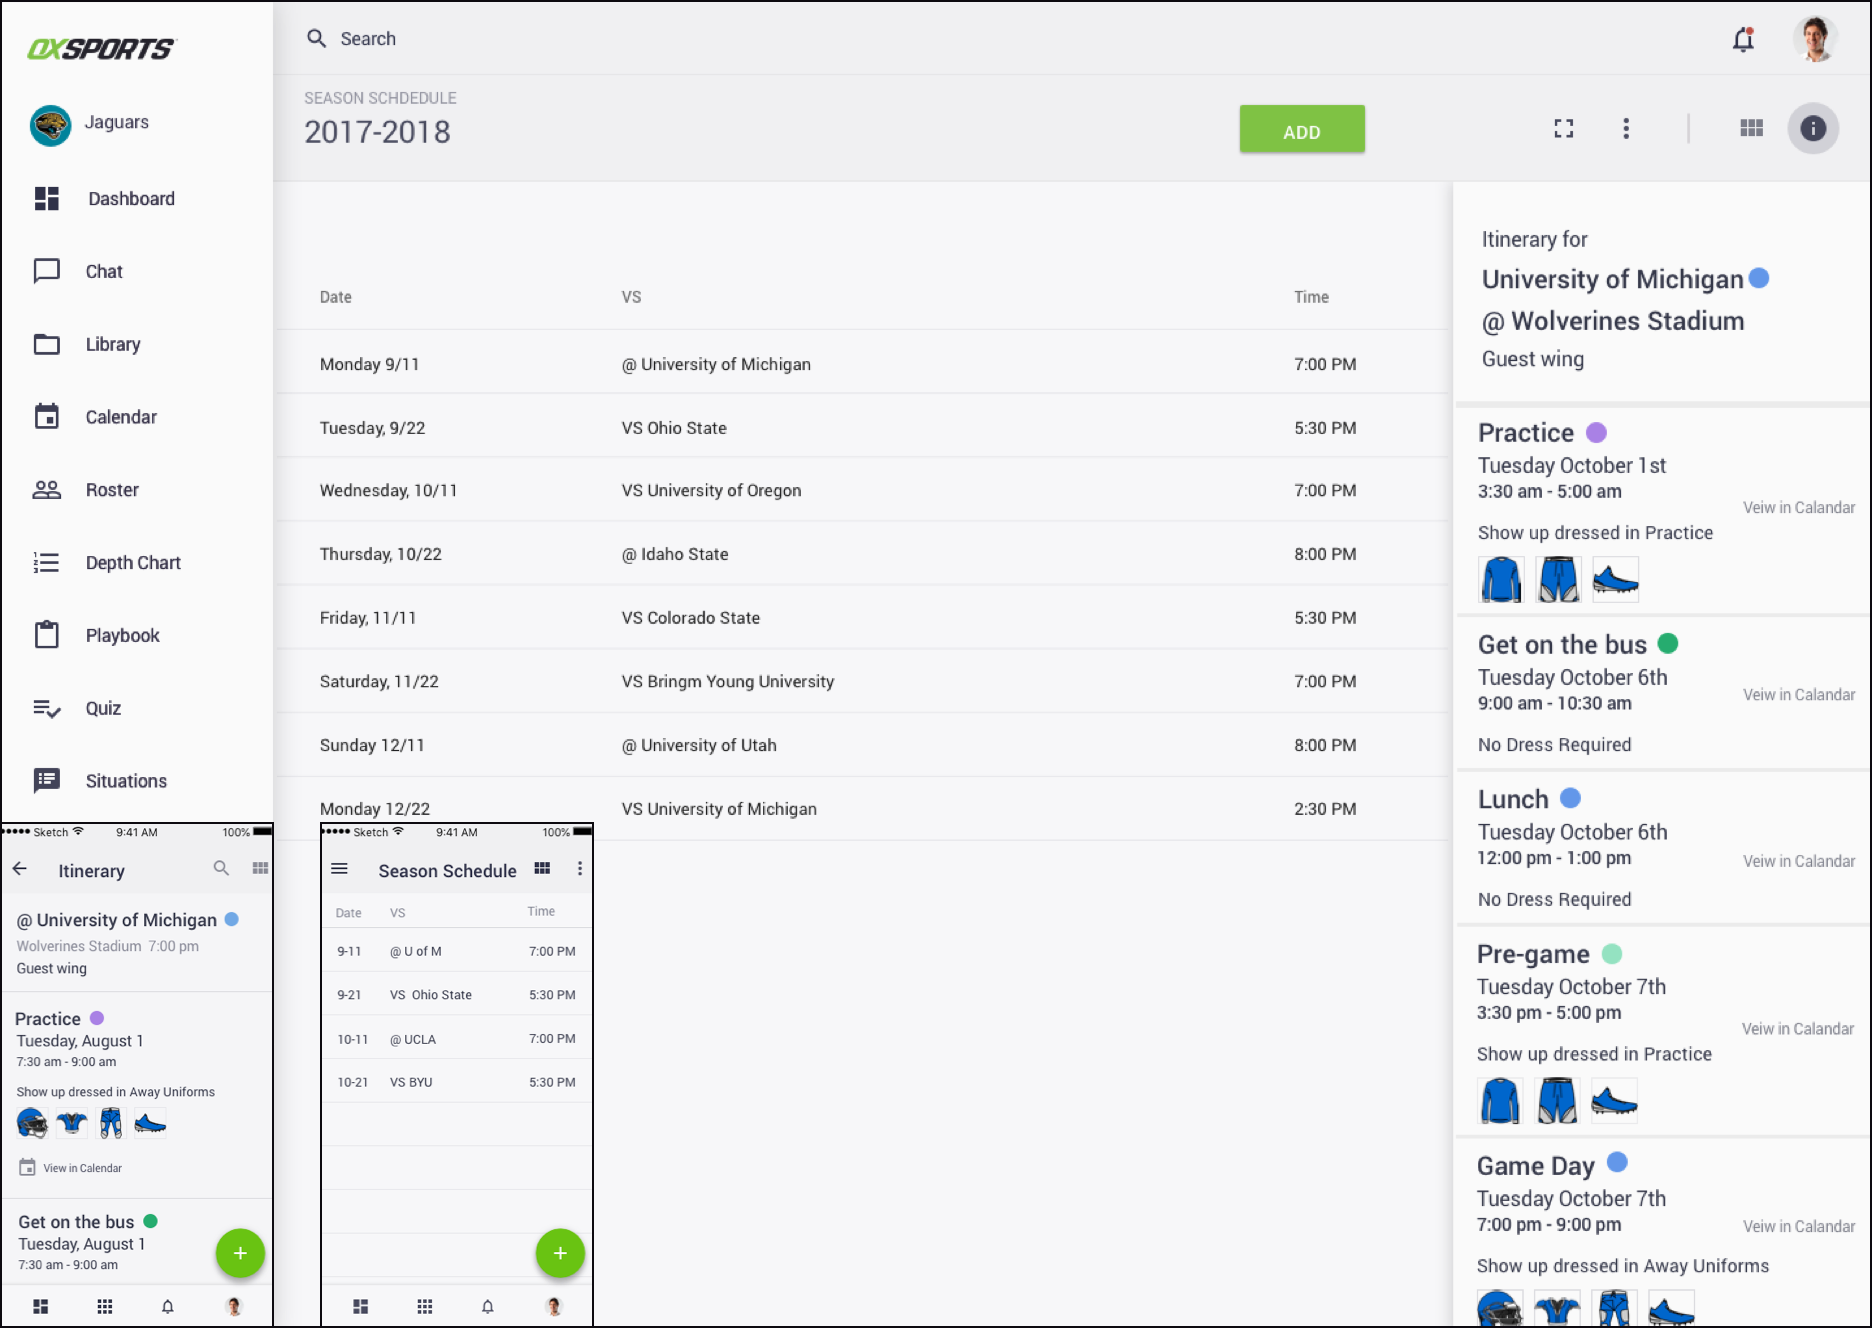 OXSPORTS
Jaguars
Dashboard
Chat
Library
Calendar
Roster
Depth Chart
Playbook
Quiz
Situations
Search
SEASON SCHDEDULE
2017-2018
ADD
Date VS Time
Monday 9/11 @ University of Michigan 7:00 PM
Tuesday, 9/22 VS Ohio State 5:30 PM
Wednesday, 10/11 VS University of Oregon 7:00 PM
Thursday, 10/22 @ Idaho State 8:00 PM
Friday, 11/11 VS Colorado State 5:30 PM
Saturday, 11/22 VS Bringm Young University 7:00 PM
Sunday 12/11 @ University of Utah 8:00 PM
Monday 12/22 VS University of Michigan 2:30 PM
Itinerary for
University of Michigan
@ Wolverines Stadium
Guest wing
Practice
Tuesday October 1st
3:30 am - 5:00 am
Veiw in Calandar
Show up dressed in Practice
Get on the bus
Tuesday October 6th
9:00 am - 10:30 am
Veiw in Calandar
No Dress Required
Lunch
Tuesday October 6th
12:00 pm - 1:00 pm
Veiw in Calandar
No Dress Required
Pre-game
Tuesday October 7th
3:30 pm - 5:00 pm
Veiw in Calandar
Show up dressed in Practice
Game Day
Tuesday October 7th
7:00 pm - 9:00 pm
Veiw in Calandar
Show up dressed in Away Uniforms
Sketch 9:41 AM 100%
Itinerary
@ University of Michigan
Wolverines Stadium 7:00 pm
Guest wing
Practice
Tuesday, August 1
7:30 am - 9:00 am
Show up dressed in Away Uniforms
View in Calendar
Get on the bus
Tuesday, August 1
7:30 am - 9:00 am
+
Sketch 9:41 AM 100%
Season Schedule
Date VS Time
9-11 @ U of M 7:00 PM
9-21 VS Ohio State 5:30 PM
10-11 @ UCLA 7:00 PM
10-21 VS BYU 5:30 PM
+